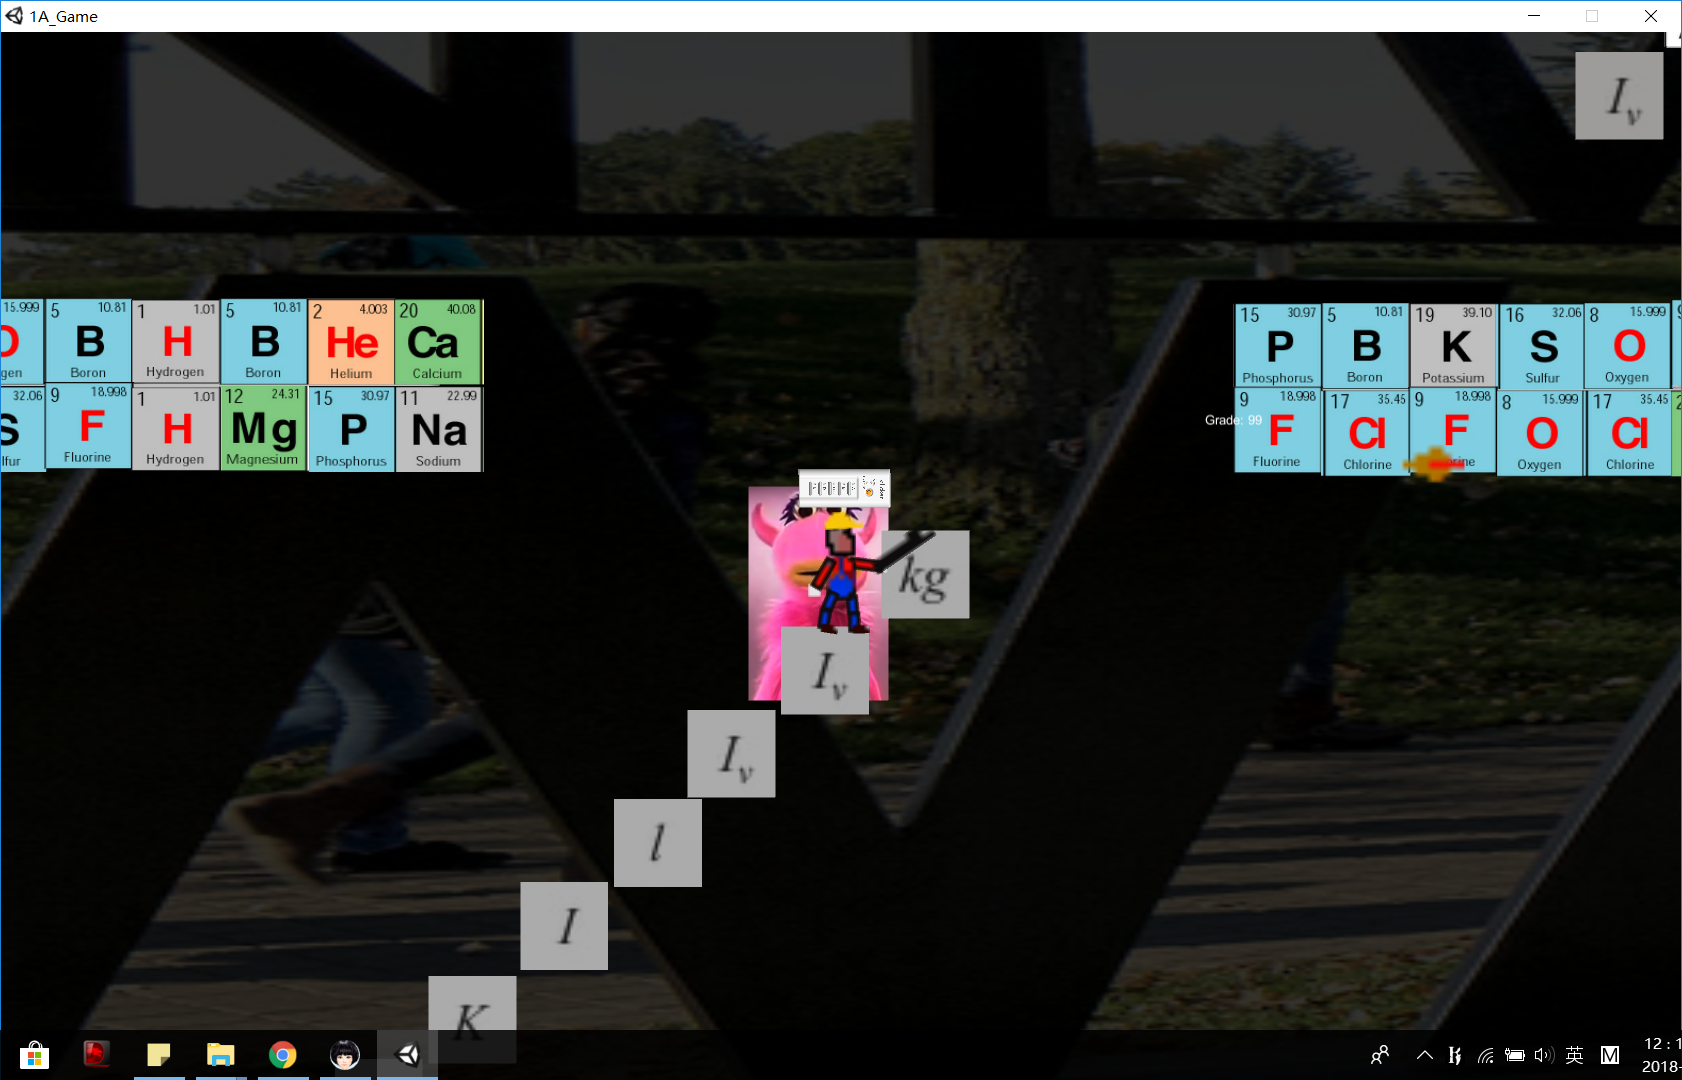 1A_Game
I
v
15.999
O
gen
5 10.81
B
Boron
1 1.01
H
Hydrogen
5 10.81
B
Boron
2 4.003
He
Helium
20 40.08
Ca
Calcium
15 30.97
P
Phosphorus
5 10.81
B
Boron
19 39.10
K
Potassium
16 32.06
S
Sulfur
8 15.999
O
Oxygen
32.06
S
lfur
9 18.998
F
Fluorine
1 1.01
H
Hydrogen
12 24.31
Mg
Magnesium
15 30.97
P
Phosphorus
11 22.99
Na
Sodium
Grade: 99
9 18.998
F
Fluorine
17 35.45
Cl
Chlorine
9 18.998
F
ine
8 15.999
O
Oxygen
17 35.45
Cl
Chlorine
kg
I
v
I
v
l
I
K
英
M
12:1
2018-